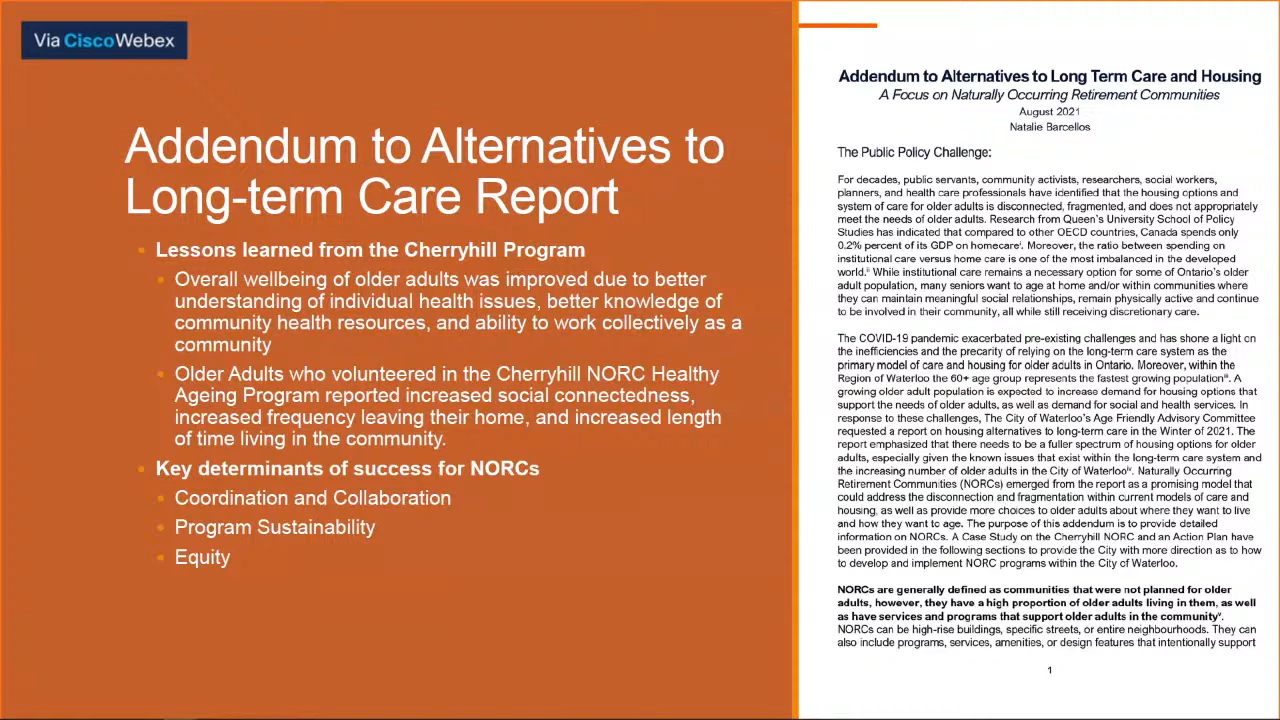 Via CiscoWebex
Addendum to Alternatives to
Long-term Care Report
Lessons learned from the Cherryhill Program
Overall wellbeing of older adults was improved due to better
understanding of individual health issues, better knowledge of
community health resources, and ability to work collectively as a
community
Older Adults who volunteered in the Cherryhill NORC Healthy
Ageing Program reported increased social connectedness,
increased frequency leaving their home, and increased length
of time living in the community.
Key determinants of success for NORCs
Coordination and Collaboration
Program Sustainability
Equity
Addendum to Alternatives to Long Term Care and Housing
A Focus on Naturally Occurring Retirement Communities
August 2021
Natalie Barcellos
The Public Policy Challenge:
For decades, public servants, community activists, researchers, social workers,
planners, and health care professionals have identified that the housing options and
system of care for older adults is disconnected, fragmented, and does not appropriately
meet the needs of older adults. Research from Queen's University School of Policy
Studies has indicated that compared to other OECD countries, Canada spends only
0.2% percent of its GDP on homecareⁱ. Moreover, the ratio between spending on
institutional care versus home care is one of the most imbalanced in the developed
world.ⁱⁱ While institutional care remains a necessary option for some of Ontario's older
adult population, many seniors want to age at home and/or within communities where
they can maintain meaningful social relationships, remain physically active and continue
to be involved in their community, all while still receiving discretionary care.
The COVID-19 pandemic exacerbated pre-existing challenges and has shone a light on
the inefficiencies and the precarity of relying on the long-term care system as the
primary model of care and housing for older adults in Ontario. Moreover, within the
Region of Waterloo the 60+ age group represents the fastest growing populationⁱⁱⁱ. A
growing older adult population is expected to increase demand for housing options that
support the needs of older adults, as well as demand for social and health services. In
response to these challenges, The City of Waterloo's Age Friendly Advisory Committee
requested a report on housing alternatives to long-term care in the Winter of 2021. The
report emphasized that there needs to be a fuller spectrum of housing options for older
adults, especially given the known issues that exist within the long-term care system and
the increasing number of older adults in the City of Waterlooⁱᵛ. Naturally Occurring
Retirement Communities (NORCs) emerged from the report as a promising model that
could address the disconnection and fragmentation within current models of care and
housing, as well as provide more choices to older adults about where they want to live
and how they want to age. The purpose of this addendum is to provide detailed
information on NORCs. A Case Study on the Cherryhill NORC and an Action Plan have
been provided in the following sections to provide the City with more direction as to how
to develop and implement NORC programs within the City of Waterloo.
NORCs are generally defined as communities that were not planned for older
adults, however, they have a high proportion of older adults living in them, as well
as have services and programs that support older adults in the communityᵛ.
NORCs can be high-rise buildings, specific streets, or entire neighbourhoods. They can
also include programs, services, amenities, or design features that intentionally support
1